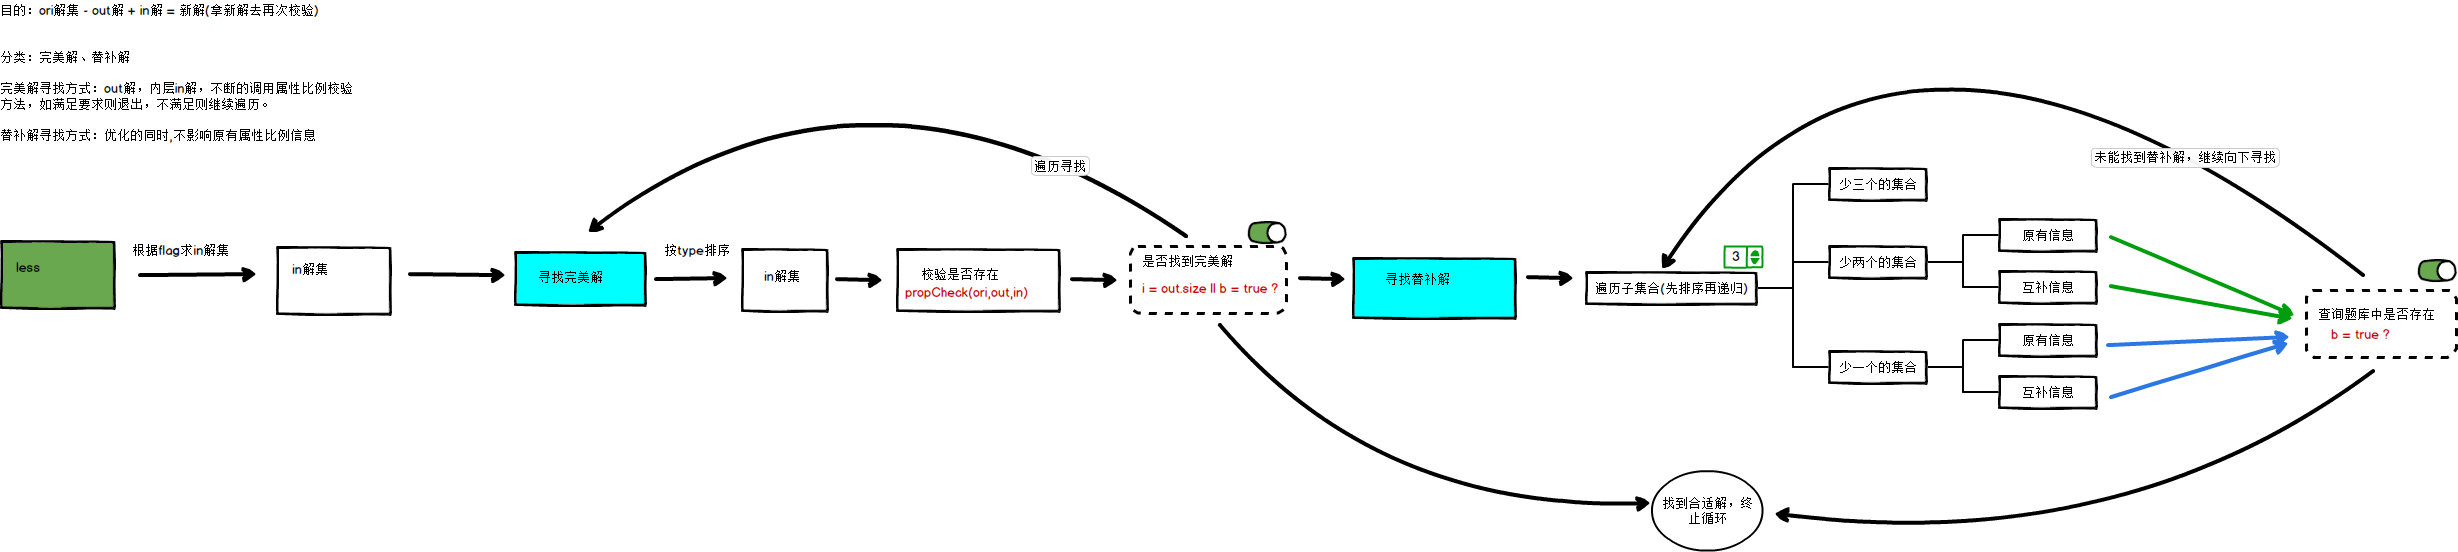 目的：ori解集 - out解 + in解 = 新解(拿新解去再次校验)
分类：完美解、替补解
完美解寻找方式：out解，内层in解，不断的调用属性比例校验
方法，如满足要求则退出，不满足则继续遍历。
替补解寻找方式：优化的同时,不影响原有属性比例信息
遍历寻找
未能找到替补解，继续向下寻找
less
根据flag求in解集
in解集
寻找完美解
按type排序
in解集
校验是否存在
propCheck(ori,out,in)
是否找到完美解
i = out.size || b = true ?
寻找替补解
3
遍历子集合(先排序再递归)
少三个的集合
少两个的集合
原有信息
互补信息
少一个的集合
原有信息
互补信息
查询题库中是否存在
b = true ?
找到合适解，终
止循环